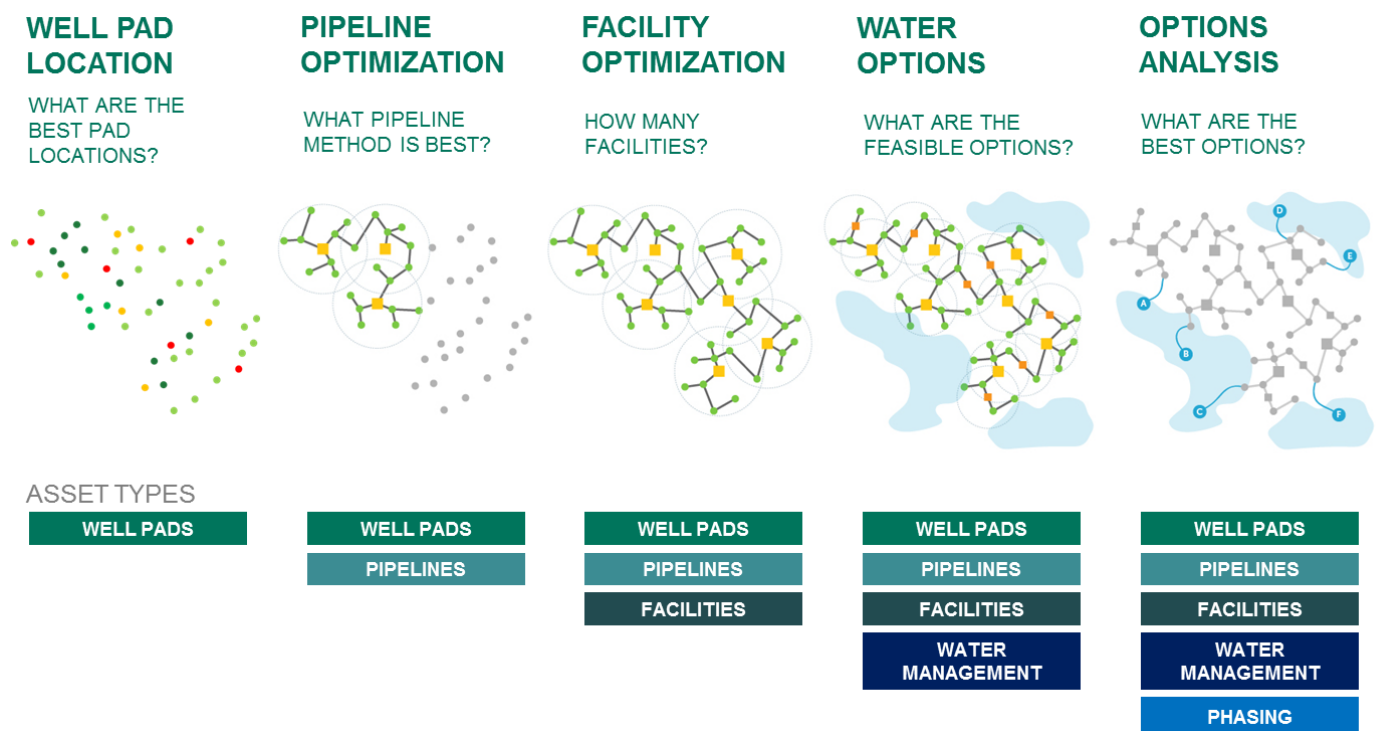 WELL PAD
LOCATION
WHAT ARE THE
BEST PAD
LOCATIONS?
PIPELINE
OPTIMIZATION
WHAT PIPELINE
METHOD IS BEST?
FACILITY
OPTIMIZATION
HOW MANY
FACILITIES?
WATER
OPTIONS
WHAT ARE THE
FEASIBLE OPTIONS?
OPTIONS
ANALYSIS
WHAT ARE THE
BEST OPTIONS?
D
E
A
B
C
F
ASSET TYPES
WELL PADS
WELL PADS
PIPELINES
WELL PADS
PIPELINES
FACILITIES
WELL PADS
PIPELINES
FACILITIES
WATER
MANAGEMENT
WELL PADS
PIPELINES
FACILITIES
WATER
MANAGEMENT
PHASING